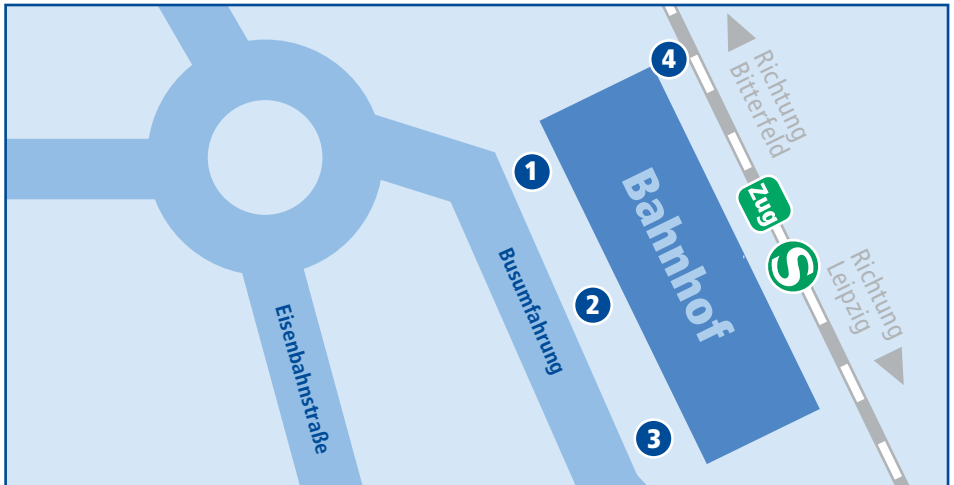 4
Richtung
Bitterfeld
1
Bahnhof
Zug
S
Richtung
Leipzig
2
Busumfahrung
Eisenbahnstraße
3